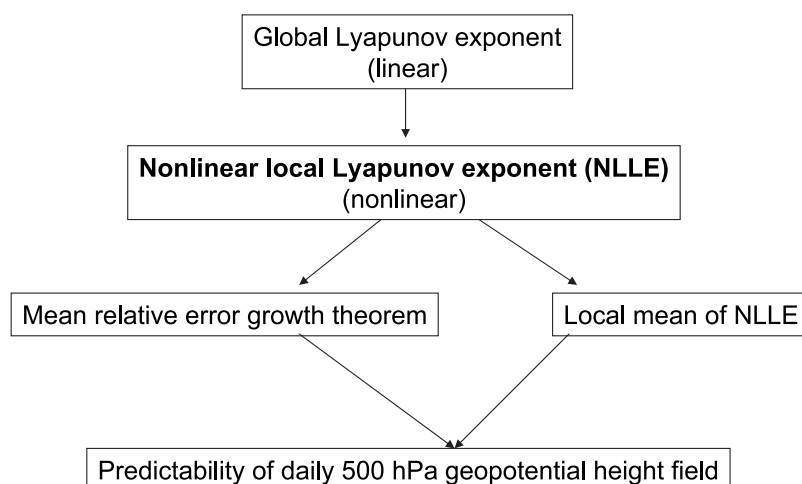 Global Lyapunov exponent
(linear)
Nonlinear local Lyapunov exponent (NLLE)
(nonlinear)
Mean relative error growth theorem
Local mean of NLLE
Predictability of daily 500 hPa geopotential height field